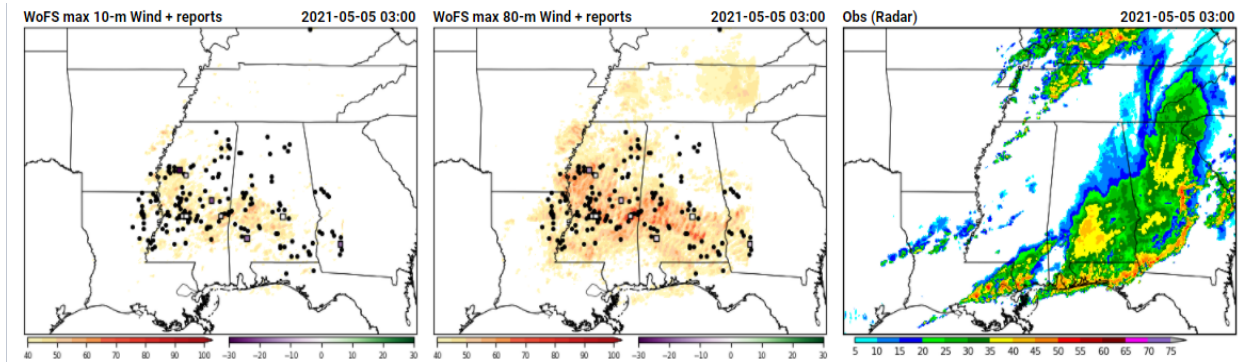 WoFS max 10-m Wind + reports 2021-05-05 03:00
WoFS max 80-m Wind + reports 2021-05-05 03:00
Obs (Radar) 2021-05-05 03:00
40 50 60 70 80 90 100 -30 -20 -10 0 10 20 30
40 50 60 70 80 90 100 -30 -20 -10 0 10 20 30
5 10 15 20 25 30 35 40 45 50 55 60 65 70 75